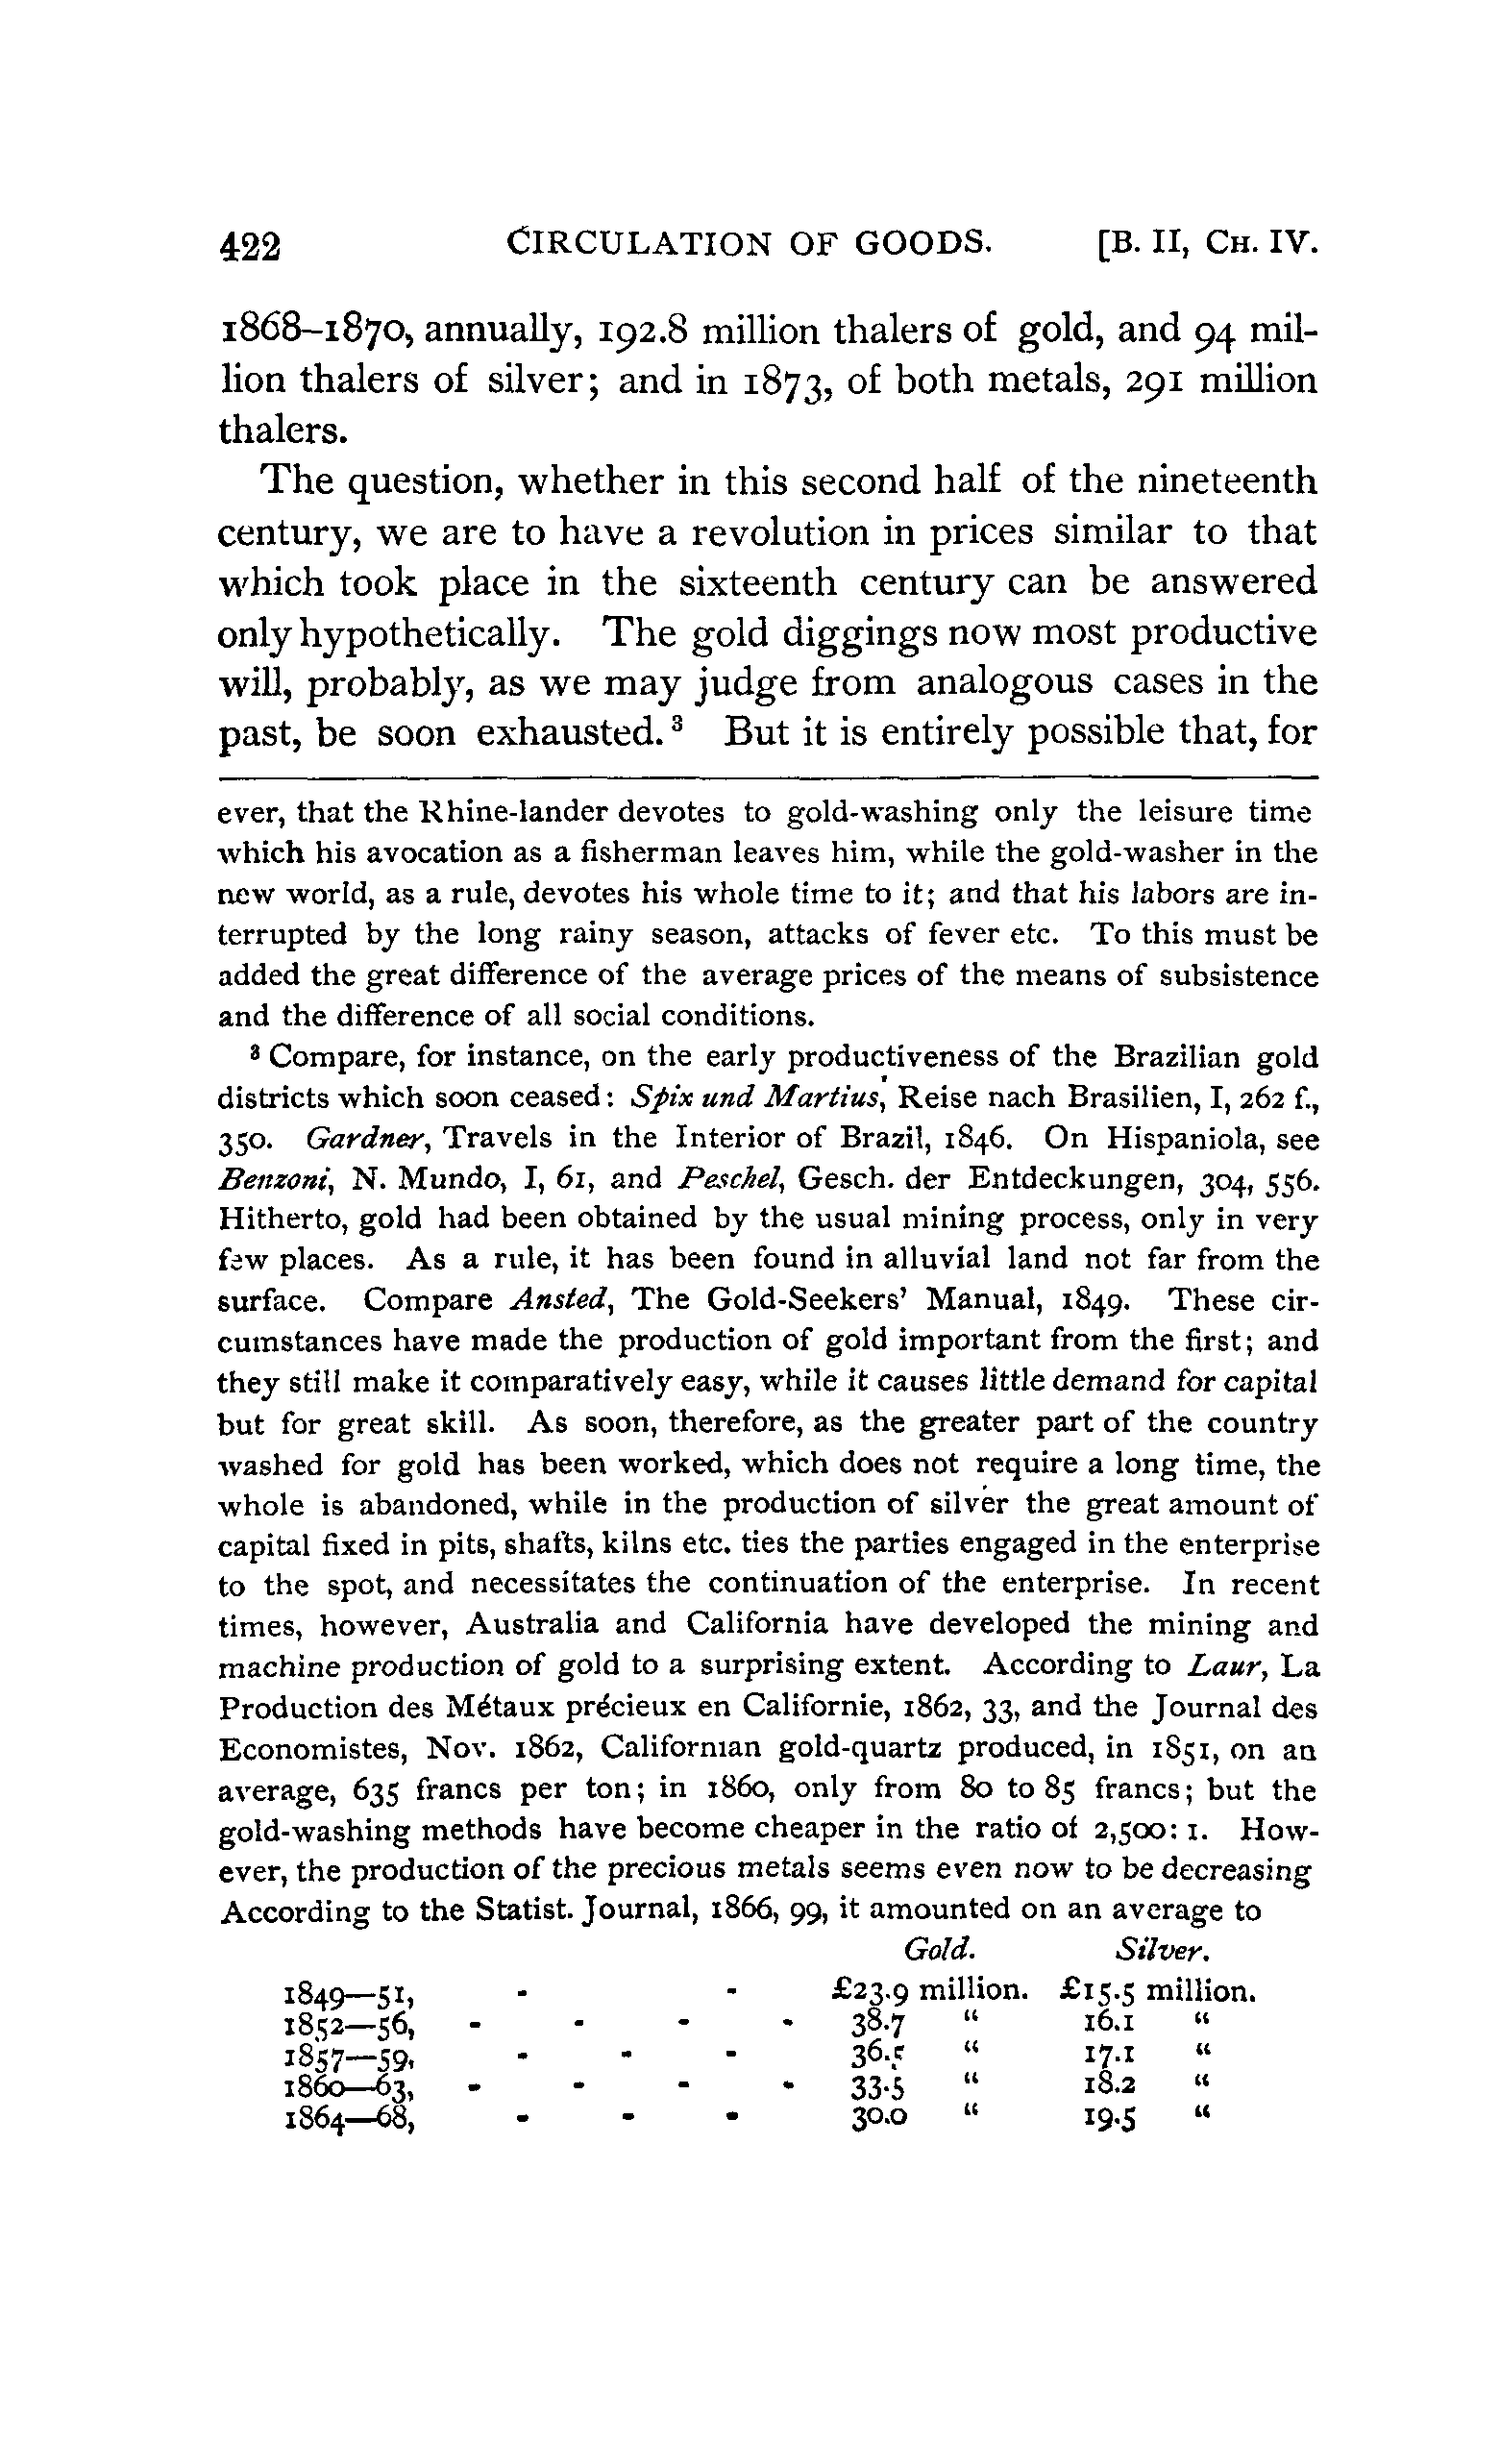 422 CIRCULATION OF GOODS. [B. II, CH. IV.
1868–1870, annually, 192.8 million thalers of gold, and 94 mil-
lion thalers of silver; and in 1873, of both metals, 291 million
thalers.
The question, whether in this second half of the nineteenth
century, we are to have a revolution in prices similar to that
which took place in the sixteenth century can be answered
only hypothetically. The gold diggings now most productive
will, probably, as we may judge from analogous cases in the
past, be soon exhausted.³ But it is entirely possible that, for
ever, that the Rhine-lander devotes to gold-washing only the leisure time
which his avocation as a fisherman leaves him, while the gold-washer in the
new world, as a rule, devotes his whole time to it; and that his labors are in-
terrupted by the long rainy season, attacks of fever etc. To this must be
added the great difference of the average prices of the means of subsistence
and the difference of all social conditions.
³ Compare, for instance, on the early productiveness of the Brazilian gold
districts which soon ceased: Spix und Martius, Reise nach Brasilien, I, 262 f.,
350. Gardner, Travels in the Interior of Brazil, 1846. On Hispaniola, see
Benzoni, N. Mundo, I, 61, and Peschel, Gesch. der Entdeckungen, 304, 556.
Hitherto, gold had been obtained by the usual mining process, only in very
few places. As a rule, it has been found in alluvial land not far from the
surface. Compare Ansted, The Gold-Seekers' Manual, 1849. These cir-
cumstances have made the production of gold important from the first; and
they still make it comparatively easy, while it causes little demand for capital
but for great skill. As soon, therefore, as the greater part of the country
washed for gold has been worked, which does not require a long time, the
whole is abandoned, while in the production of silver the great amount of
capital fixed in pits, shafts, kilns etc. ties the parties engaged in the enterprise
to the spot, and necessitates the continuation of the enterprise. In recent
times, however, Australia and California have developed the mining and
machine production of gold to a surprising extent. According to Laur, La
Production des Métaux précieux en Californie, 1862, 33, and the Journal des
Economistes, Nov. 1862, Californian gold-quartz produced, in 1851, on an
average, 635 francs per ton; in 1860, only from 80 to 85 francs; but the
gold-washing methods have become cheaper in the ratio of 2,500: 1. How-
ever, the production of the precious metals seems even now to be decreasing
According to the Statist. Journal, 1866, 99, it amounted on an average to
Gold. Silver.
1849—51, - - £23.9 million. £15.5 million.
1852—56, - - - - 38.7 " 16.1 "
1857—59, - - - 36.5 " 17.1 "
1860—63, - - - - 33.5 " 18.2 "
1864—68, - - - 30.0 " 19.5 "